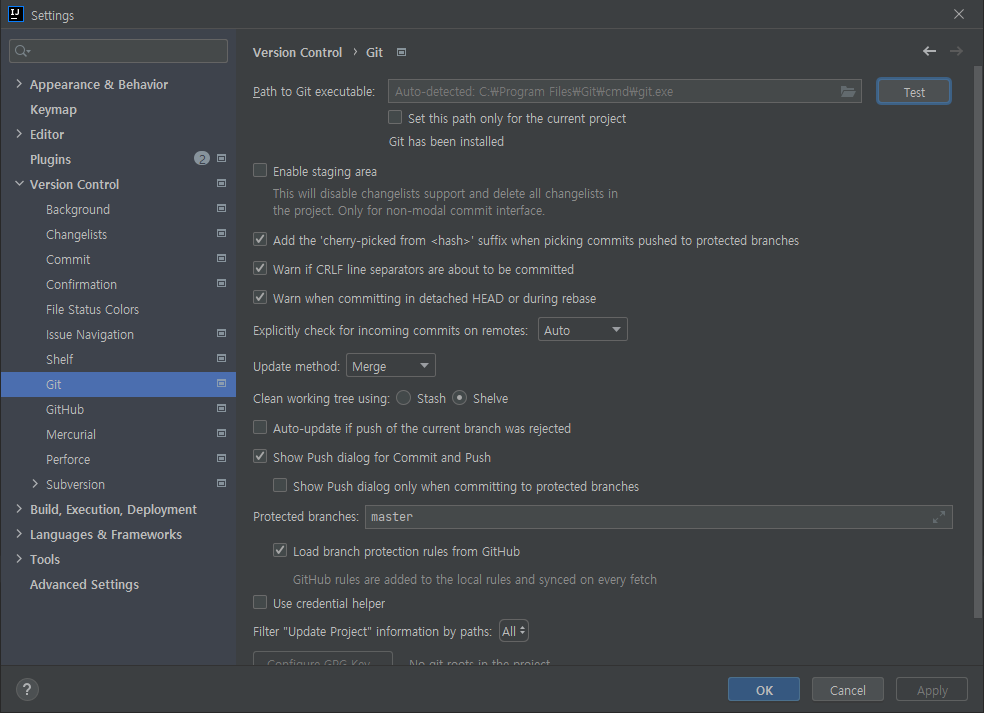 Settings
Appearance & Behavior
Keymap
Editor
Plugins 2
Version Control
Background
Changelists
Commit
Confirmation
File Status Colors
Issue Navigation
Shelf
Git
GitHub
Mercurial
Perforce
Subversion
Build, Execution, Deployment
Languages & Frameworks
Tools
Advanced Settings
Version Control › Git
Path to Git executable: Auto-detected: C:₩Program Files₩Git₩cmd₩git.exe Test
Set this path only for the current project
Git has been installed
Enable staging area
This will disable changelists support and delete all changelists in
the project. Only for non-modal commit interface.
Add the 'cherry-picked from <hash>' suffix when picking commits pushed to protected branches
Warn if CRLF line separators are about to be committed
Warn when committing in detached HEAD or during rebase
Explicitly check for incoming commits on remotes: Auto
Update method: Merge
Clean working tree using: Stash Shelve
Auto-update if push of the current branch was rejected
Show Push dialog for Commit and Push
Show Push dialog only when committing to protected branches
Protected branches: master
Load branch protection rules from GitHub
GitHub rules are added to the local rules and synced on every fetch
Use credential helper
Filter "Update Project" information by paths: All
Configure GPG Key... No git roots in the project
? OK Cancel Apply